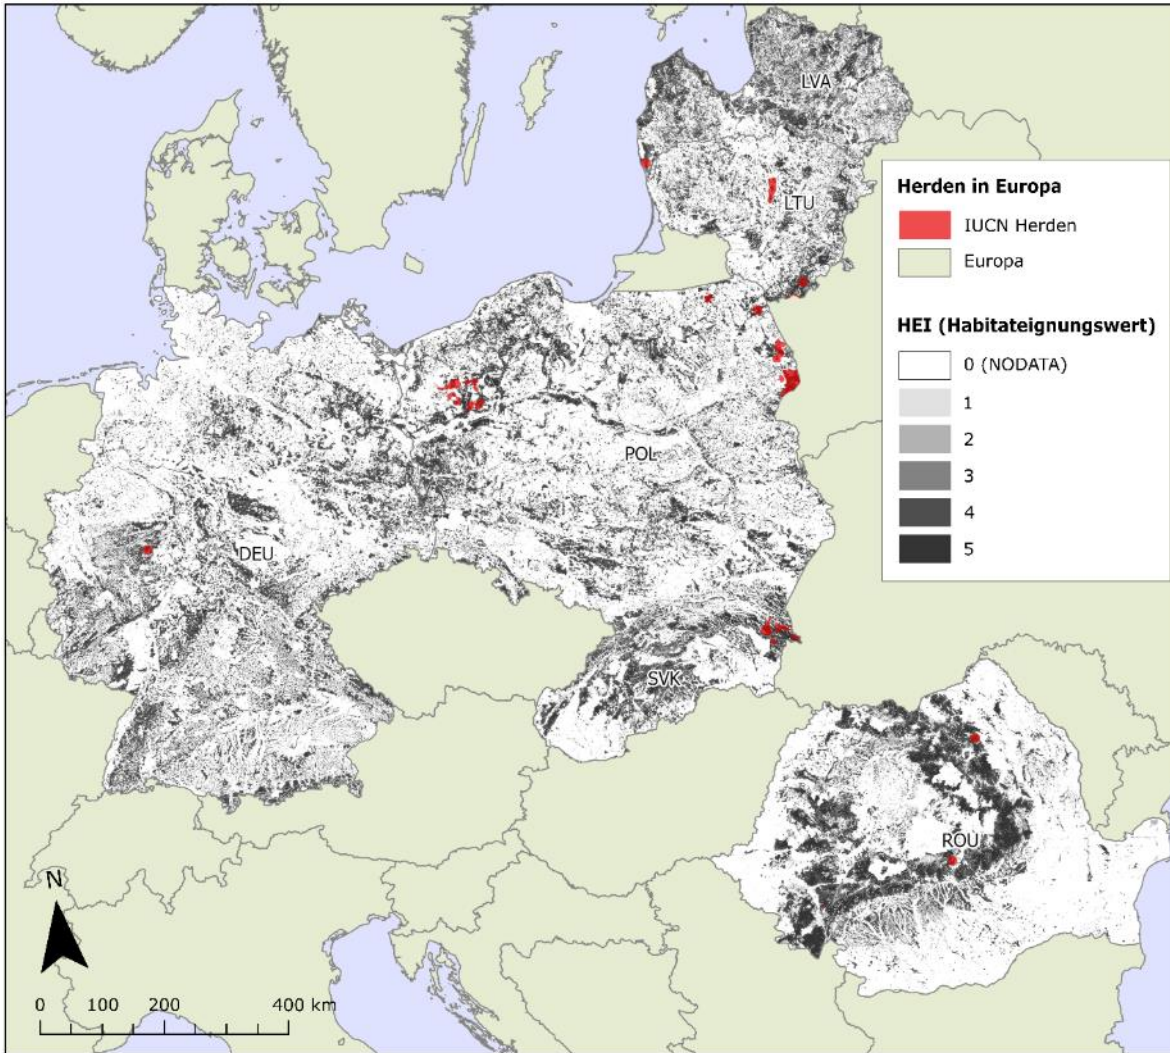 LVA
LTU
POL
DEU
SVK
ROU
Herden in Europa
IUCN Herden
Europa
HEI (Habitateignungswert)
0 (NODATA)
1
2
3
4
5
N
0 100 200 400 km